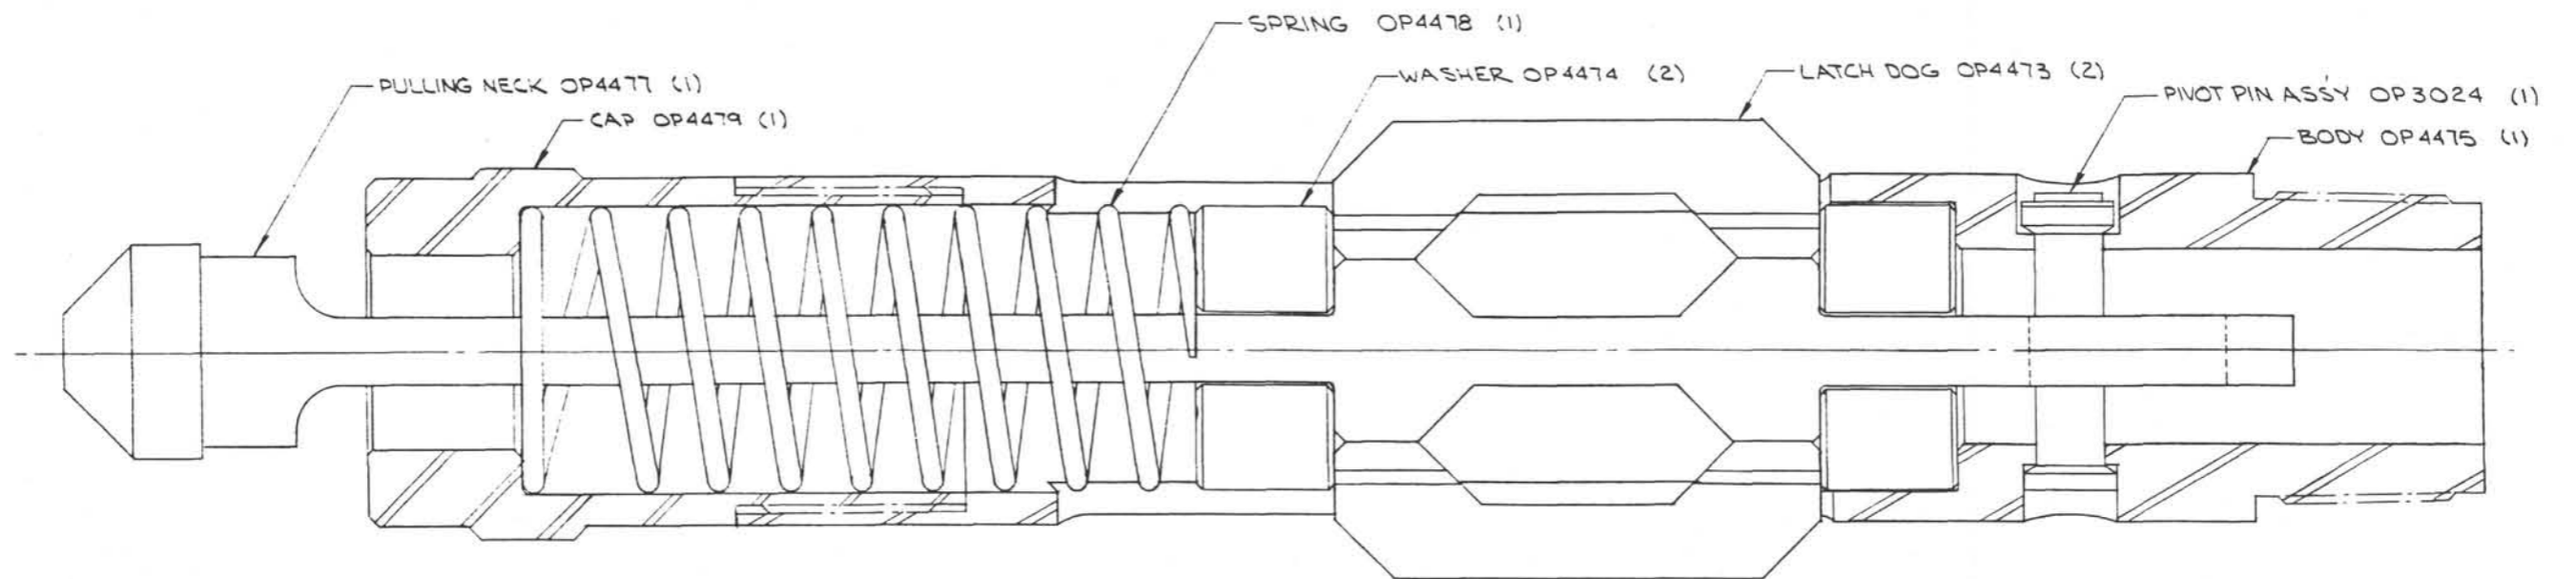 SPRING OP4478 (1)
PULLING NECK OP4477 (1)
WASHER OP4474 (2)
LATCH DOG OP4473 (2)
CAP OP4479 (1)
PIVOT PIN ASS'Y OP3024 (1)
BODY OP4475 (1)